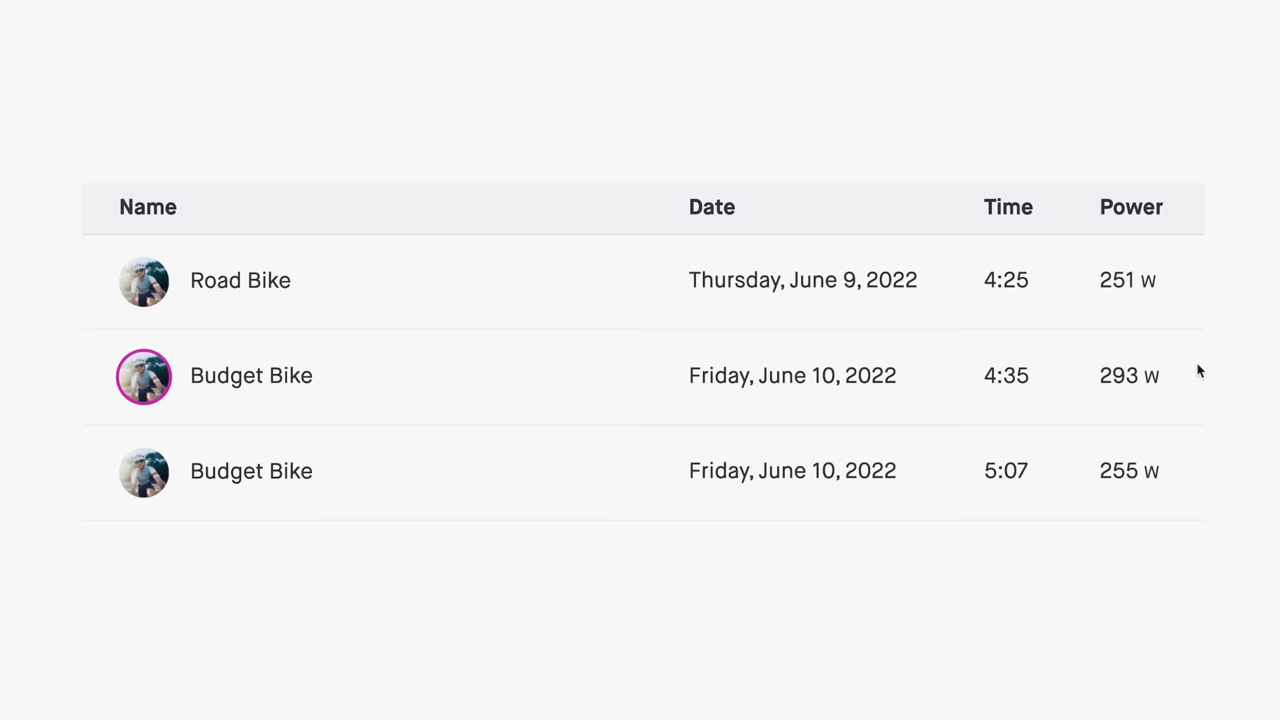 Name Date Time Power
Road Bike Thursday, June 9, 2022 4:25 251 W
Budget Bike Friday, June 10, 2022 4:35 293 W
Budget Bike Friday, June 10, 2022 5:07 255 W